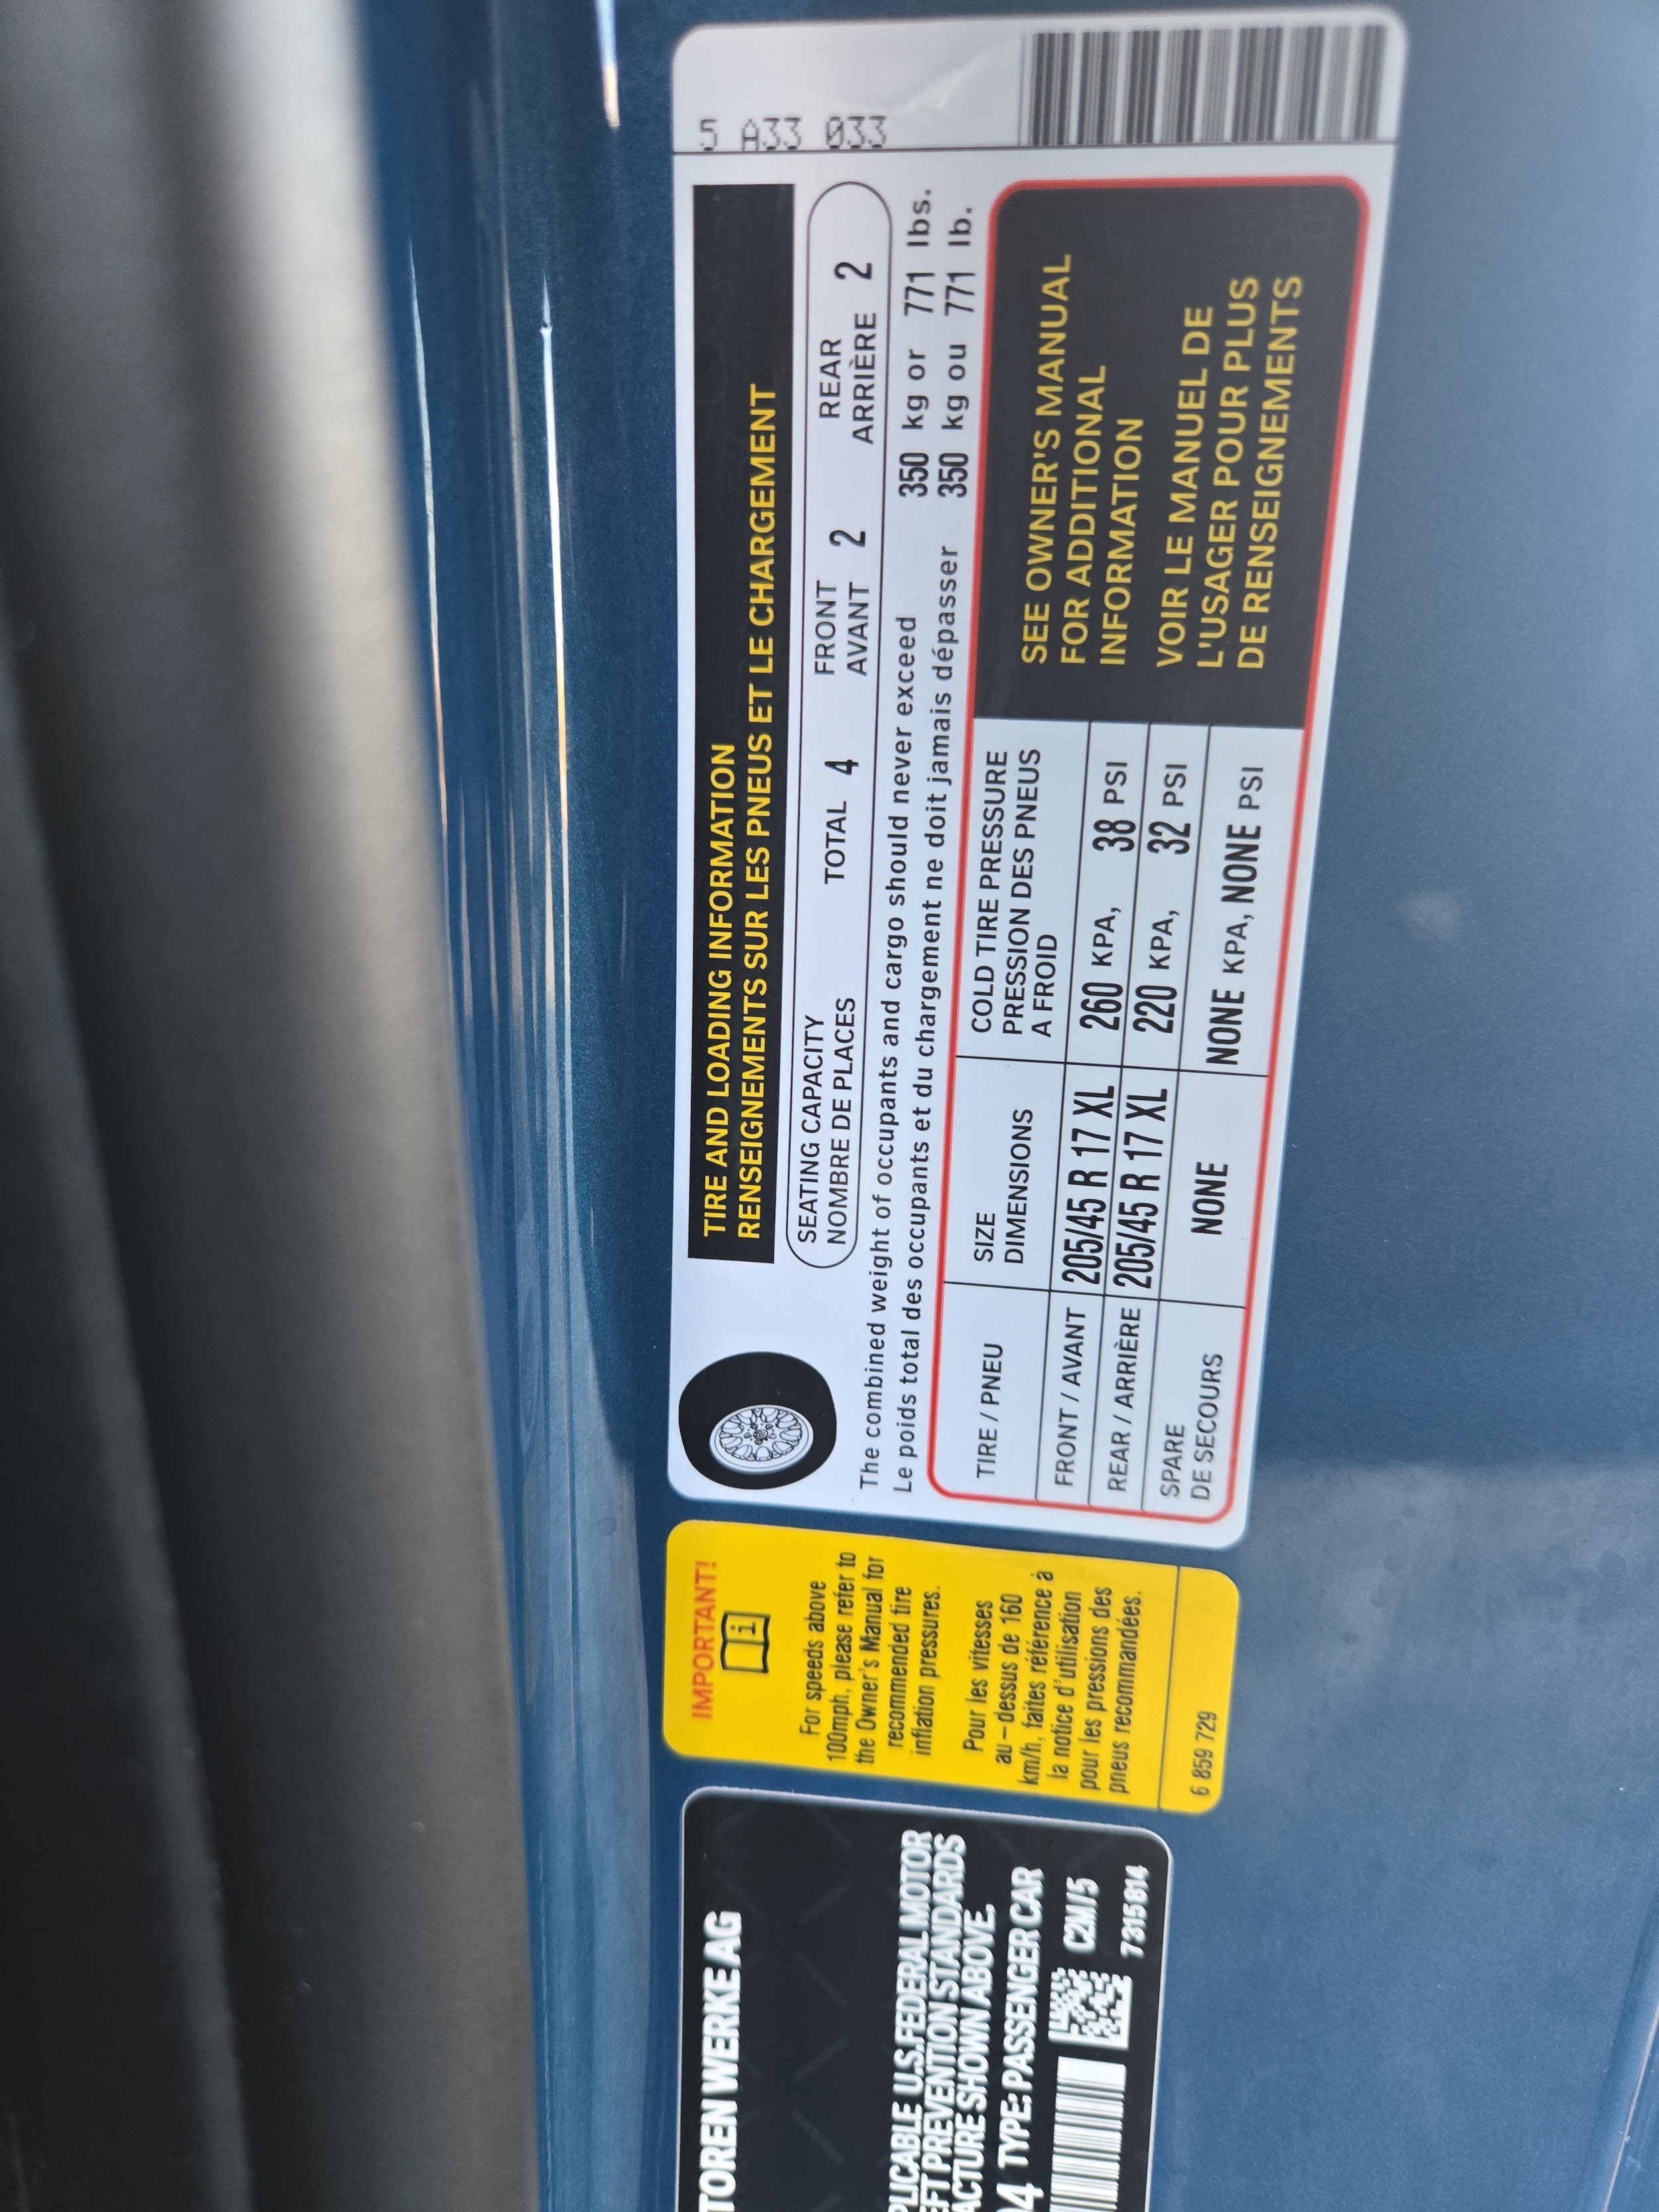 TIRE AND LOADING INFORMATION
RENSEIGNEMENTS SUR LES PNEUS ET LE CHARGEMENT
5 A33 033
SEATING CAPACITY
NOMBRE DE PLACES
TOTAL 4
FRONT
AVANT 2
REAR
ARRIÈRE 2
The combined weight of occupants and cargo should never exceed 350 kg or 771 lbs.
Le poids total des occupants et du chargement ne doit jamais dépasser 350 kg ou 771 lb.
TIRE / PNEU
SIZE
DIMENSIONS
COLD TIRE PRESSURE
PRESSION DES PNEUS
A FROID
FRONT / AVANT 205/45 R 17 XL 260 KPA, 38 PSI
REAR / ARRIÈRE 205/45 R 17 XL 220 KPA, 32 PSI
SPARE
DE SECOURS
NONE NONE KPA, NONE PSI
SEE OWNER'S MANUAL
FOR ADDITIONAL
INFORMATION
VOIR LE MANUEL DE
L'USAGER POUR PLUS
DE RENSEIGNEMENTS
IMPORTANT!
i
For speeds above
100mph, please refer to
the Owner's Manual for
recommended tire
inflation pressures.
Pour les vitesses
au-dessus de 160
km/h, faites référence à
la notice d'utilisation
pour les pressions des
pneus recommandées.
6 859 729
TOREN WERKE AG
PLICABLE U.S. FEDERAL MOTOR
EFT PREVENTION STANDARDS
ACTURE SHOWN ABOVE.
4 TYPE: PASSENGER CAR
C2M/5
7315814